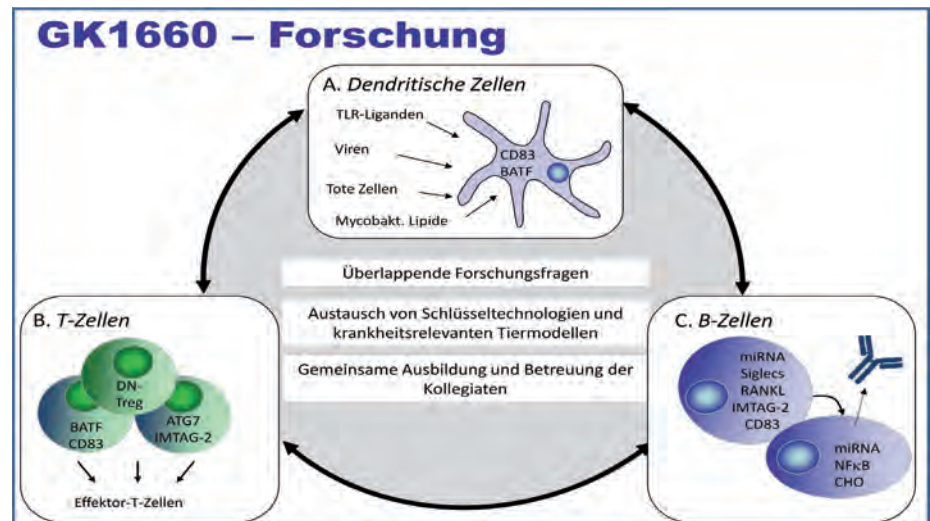 GK1660 – Forschung
A. Dendritische Zellen
TLR-Liganden
Viren
Tote Zellen
Mycobakt. Lipide
CD83
BATF
Überlappende Forschungsfragen
Austausch von Schlüsseltechnologien und
krankheitsrelevanten Tiermodellen
Gemeinsame Ausbildung und Betreuung der
Kollegiaten
B. T-Zellen
DN-
Treg
BATF
CD83
ATG7
IMTAG-2
Effektor-T-Zellen
C. B-Zellen
miRNA
Siglecs
RANKL
IMTAG-2
CD83
miRNA
NFκB
CHO